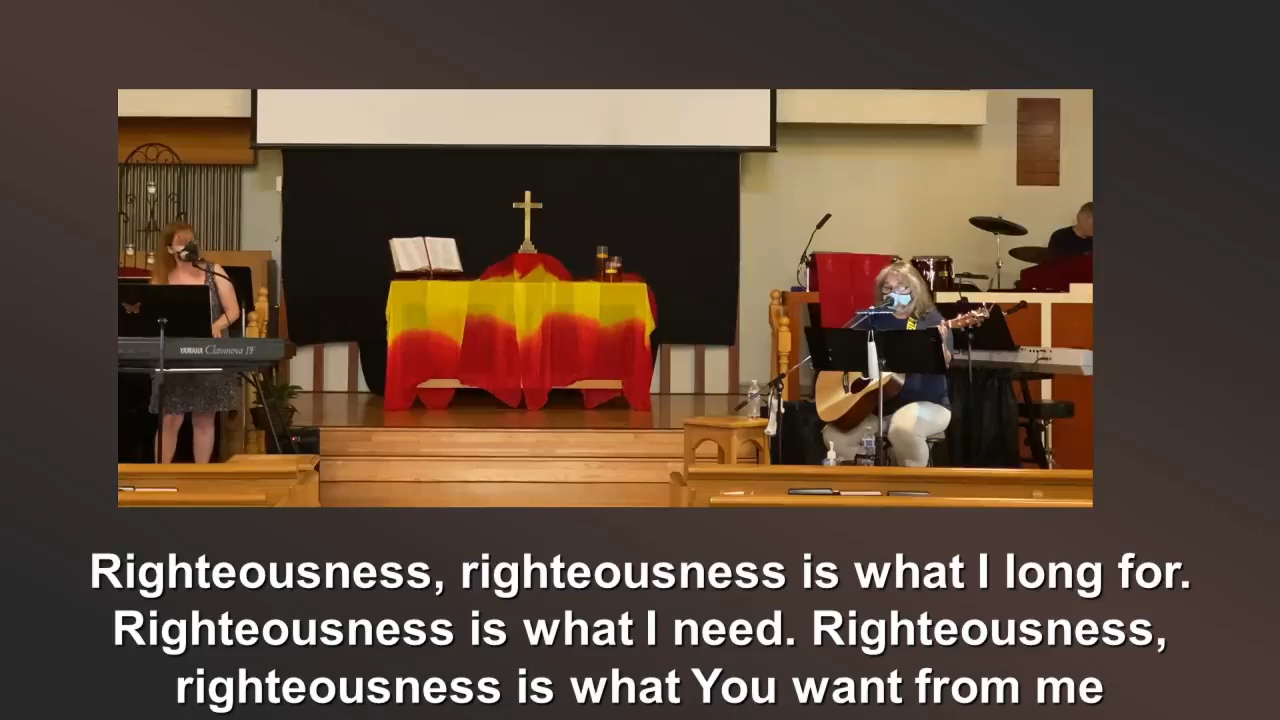 YAMAHA Clavinova PF
Righteousness, righteousness is what I long for.
Righteousness is what I need. Righteousness,
righteousness is what You want from me